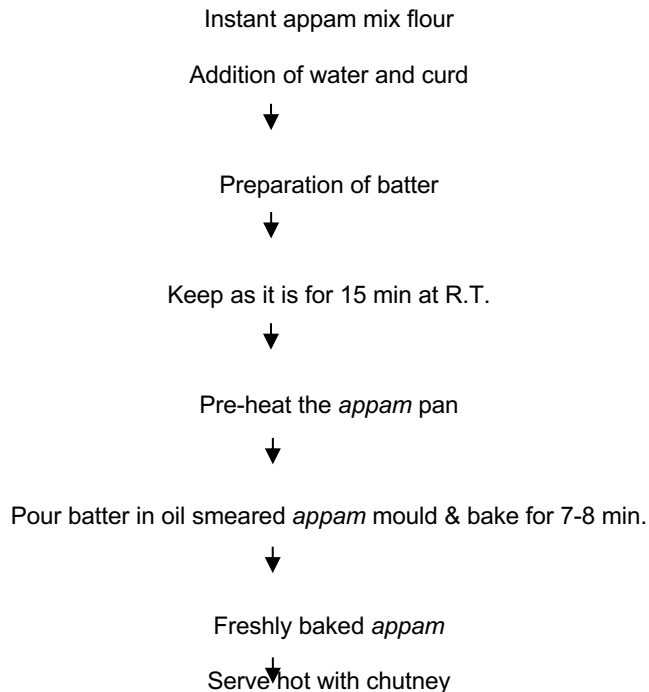 Instant appam mix flour
Addition of water and curd
Preparation of batter
Keep as it is for 15 min at R.T.
Pre-heat the appam pan
Pour batter in oil smeared appam mould & bake for 7-8 min.
Freshly baked appam
Serve hot with chutney